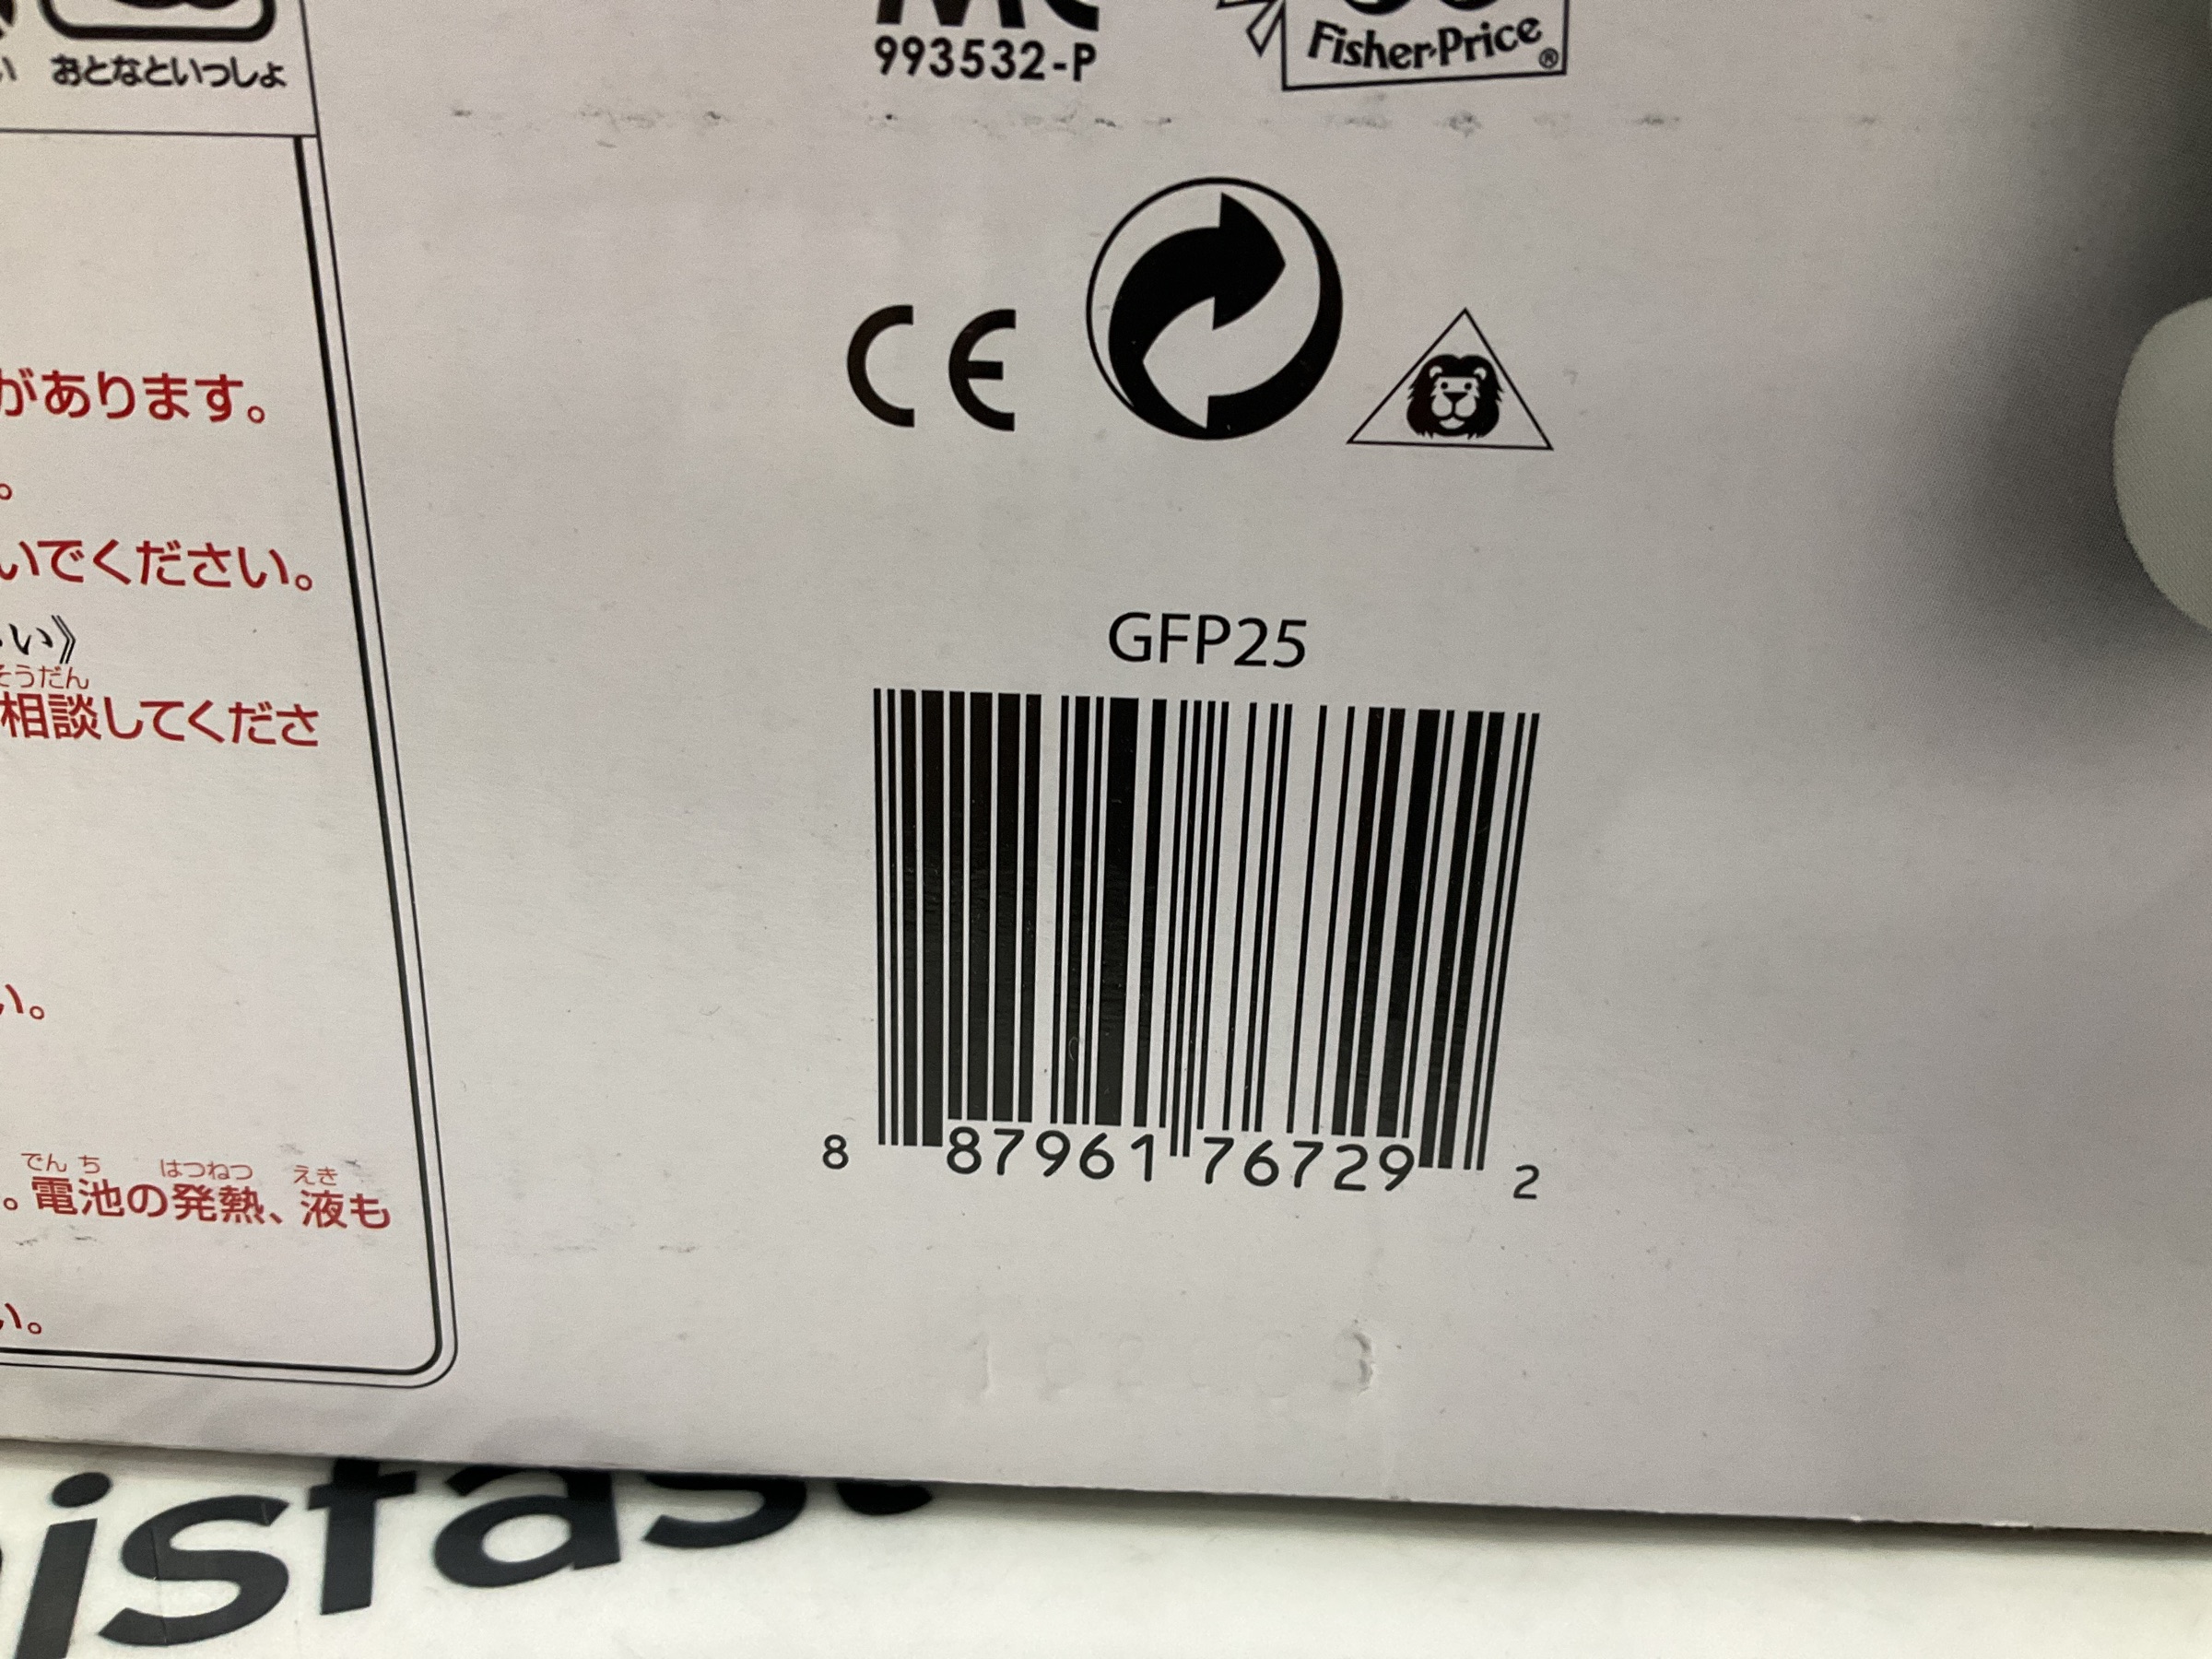 おとなといっしょ
993532-P
Fisher-Price®
があります。
。
いでください。
い》
そうだん
相談してくださ
CE
GFP25
い。
8 87961 76729 2
でんち はつねつ えき
。電池の発熱、液も
い。